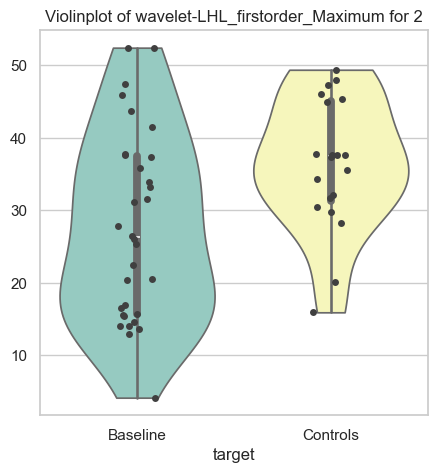 Violinplot of wavelet-LHL_firstorder_Maximum for 2
50
40
30
20
10
Baseline Controls
target